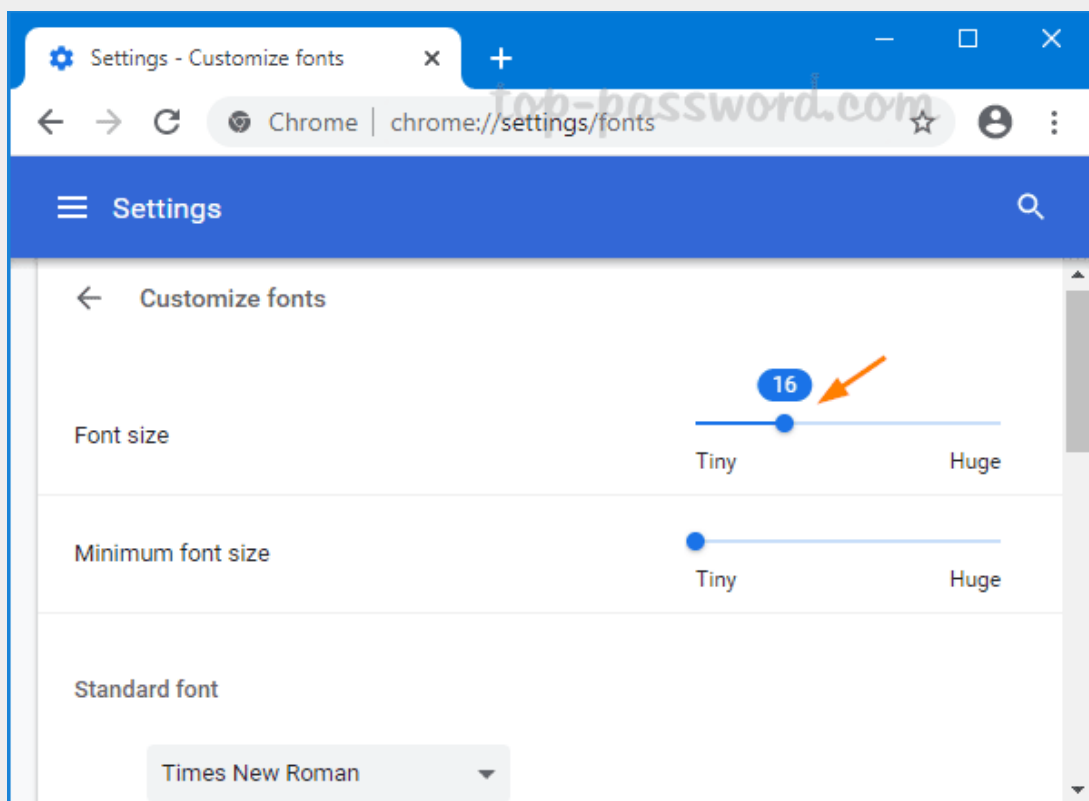 Settings - Customize fonts
top-password.com
Chrome | chrome://settings/fonts
Settings
Customize fonts
16
Font size
Tiny Huge
Minimum font size
Tiny Huge
Standard font
Times New Roman